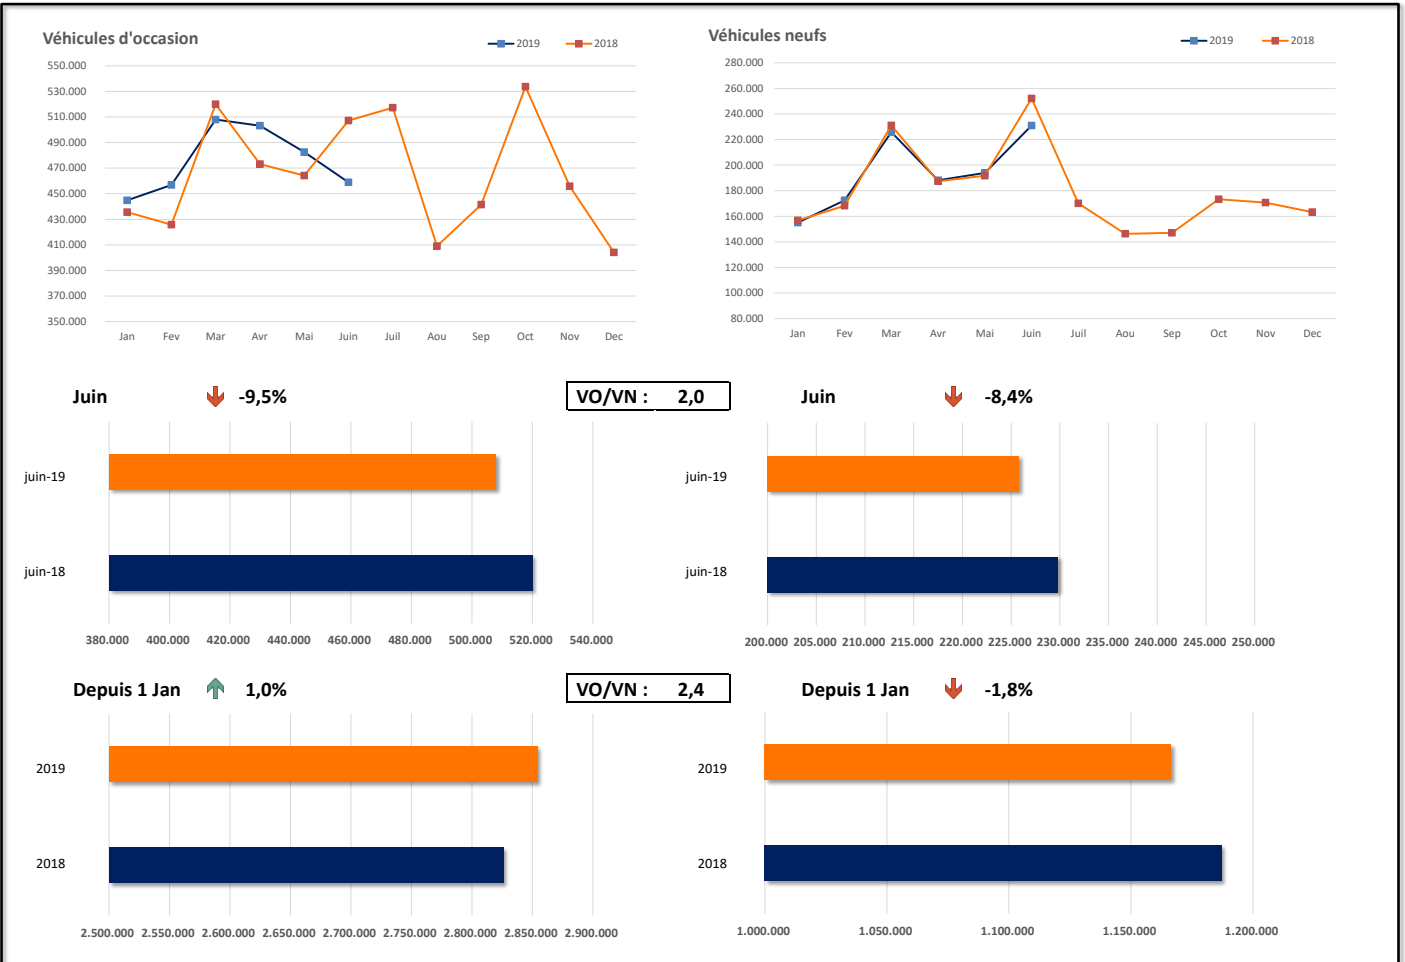 Véhicules d'occasion
2019 2018
550.000
530.000
510.000
490.000
470.000
450.000
430.000
410.000
390.000
370.000
350.000
Jan Fev Mar Avr Mai Juin Juil Aou Sep Oct Nov Dec
Véhicules neufs
2019 2018
280.000
260.000
240.000
220.000
200.000
180.000
160.000
140.000
120.000
100.000
80.000
Jan Fev Mar Avr Mai Juin Juil Aou Sep Oct Nov Dec
Juin -9,5%
VO/VN : 2,0
Juin -8,4%
juin-19
juin-18
380.000 400.000 420.000 440.000 460.000 480.000 500.000 520.000 540.000
juin-19
juin-18
200.000 205.000 210.000 215.000 220.000 225.000 230.000 235.000 240.000 245.000 250.000
Depuis 1 Jan 1,0%
VO/VN : 2,4
Depuis 1 Jan -1,8%
2019
2018
2.500.000 2.550.000 2.600.000 2.650.000 2.700.000 2.750.000 2.800.000 2.850.000 2.900.000
2019
2018
1.000.000 1.050.000 1.100.000 1.150.000 1.200.000